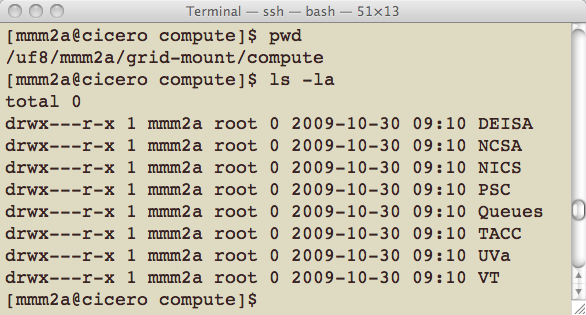 Terminal — ssh — bash — 51×13
[mmm2a@cicero compute]$ pwd
/uf8/mmm2a/grid-mount/compute
[mmm2a@cicero compute]$ ls -la
total 0
drwx---r-x 1 mmm2a root 0 2009-10-30 09:10 DEISA
drwx---r-x 1 mmm2a root 0 2009-10-30 09:10 NCSA
drwx---r-x 1 mmm2a root 0 2009-10-30 09:10 NICS
drwx---r-x 1 mmm2a root 0 2009-10-30 09:10 PSC
drwx---r-x 1 mmm2a root 0 2009-10-30 09:10 Queues
drwx---r-x 1 mmm2a root 0 2009-10-30 09:10 TACC
drwx---r-x 1 mmm2a root 0 2009-10-30 09:10 UVa
drwx---r-x 1 mmm2a root 0 2009-10-30 09:10 VT
[mmm2a@cicero compute]$